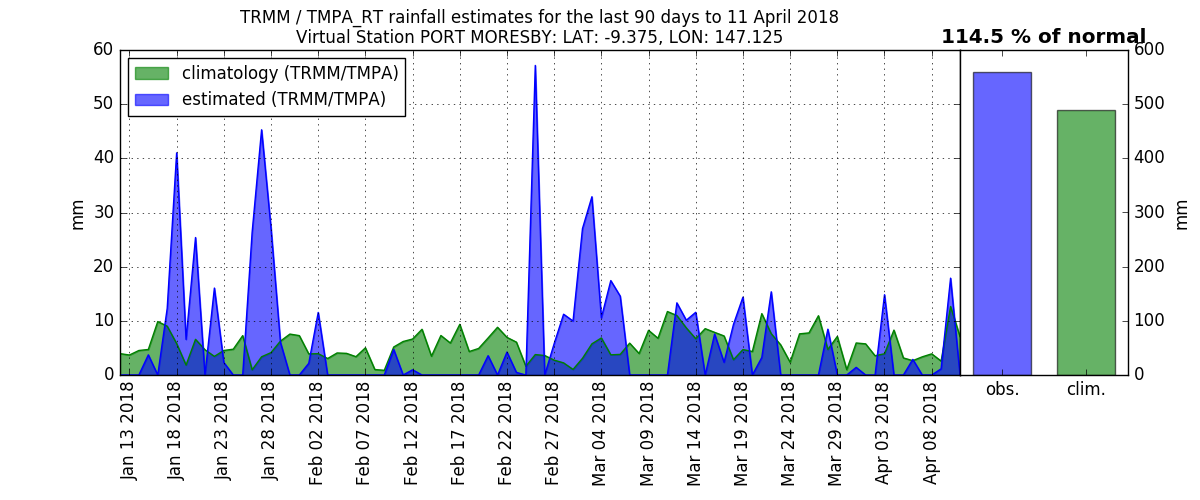 TRMM / TMPA_RT rainfall estimates for the last 90 days to 11 April 2018
Virtual Station PORT MORESBY: LAT: -9.375, LON: 147.125
114.5 % of normal
climatology (TRMM/TMPA)
estimated (TRMM/TMPA)
60
50
40
30
20
10
0
mm
Jan 13 2018
Jan 18 2018
Jan 23 2018
Jan 28 2018
Feb 02 2018
Feb 07 2018
Feb 12 2018
Feb 17 2018
Feb 22 2018
Feb 27 2018
Mar 04 2018
Mar 09 2018
Mar 14 2018
Mar 19 2018
Mar 24 2018
Mar 29 2018
Apr 03 2018
Apr 08 2018
600
500
400
300
200
100
0
mm
obs.
clim.